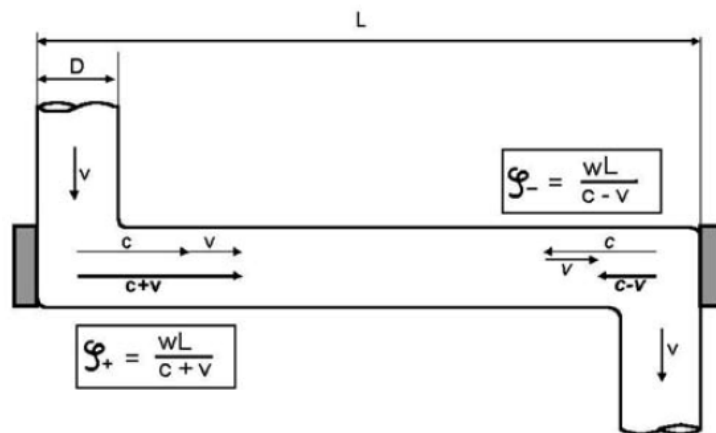 L
D
v
𝒮₋ = wL / (c - v)
c v
c+v
c
v
c-v
𝒮₊ = wL / (c + v)
v